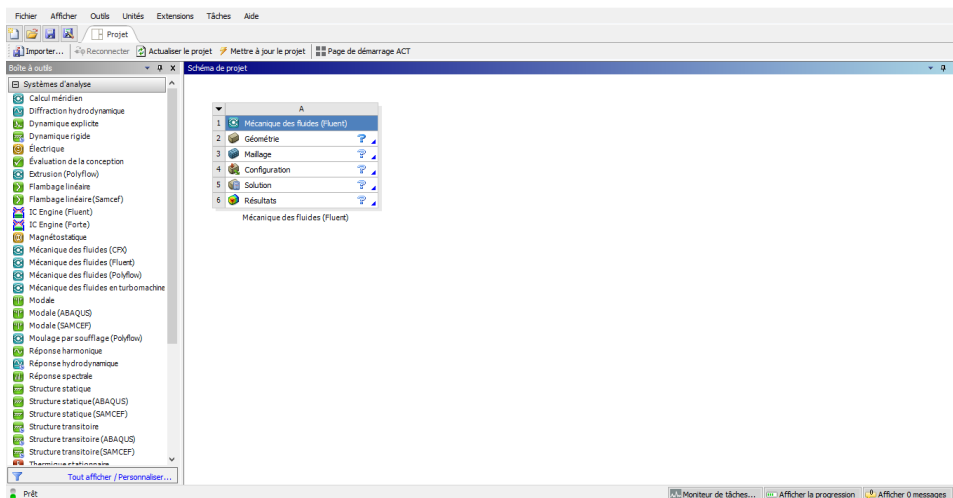 Fichier Afficher Outils Unités Extensions Tâches Aide
Projet
Importer... Reconnecter Actualiser le projet Mettre à jour le projet Page de démarrage ACT
Boîte à outils
Schéma de projet
Systèmes d'analyse
Calcul méridien
Diffraction hydrodynamique
Dynamique explicite
Dynamique rigide
Électrique
Évaluation de la conception
Extrusion (Polyflow)
Flambage linéaire
Flambage linéaire (Samcef)
IC Engine (Fluent)
IC Engine (Forte)
Magnétostatique
Mécanique des fluides (CFX)
Mécanique des fluides (Fluent)
Mécanique des fluides (Polyflow)
Mécanique des fluides en turbomachine
Modale
Modale (ABAQUS)
Modale (SAMCEF)
Moulage par soufflage (Polyflow)
Réponse harmonique
Réponse hydrodynamique
Réponse spectrale
Structure statique
Structure statique (ABAQUS)
Structure statique (SAMCEF)
Structure transitoire
Structure transitoire (ABAQUS)
Structure transitoire (SAMCEF)
Thermique stationnaire
Tout afficher / Personnaliser...
A
1 Mécanique des fluides (Fluent)
2 Géométrie ?
3 Maillage ?
4 Configuration ?
5 Solution ?
6 Résultats ?
Mécanique des fluides (Fluent)
Prêt
Moniteur de tâches... Afficher la progression Afficher 0 messages